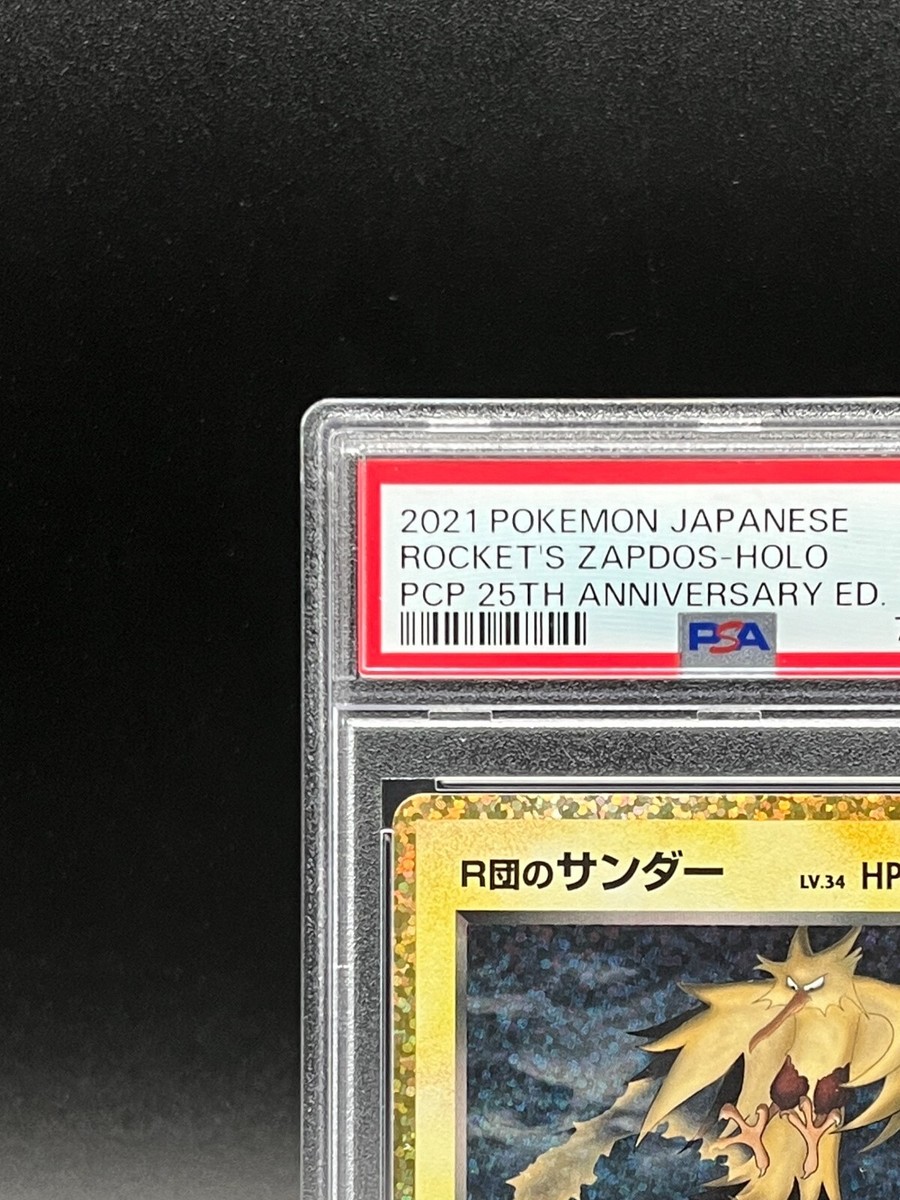 2021 POKEMON JAPANESE
ROCKET'S ZAPDOS-HOLO
PCP 25TH ANNIVERSARY ED.
PSA
R団のサンダー LV.34 HP